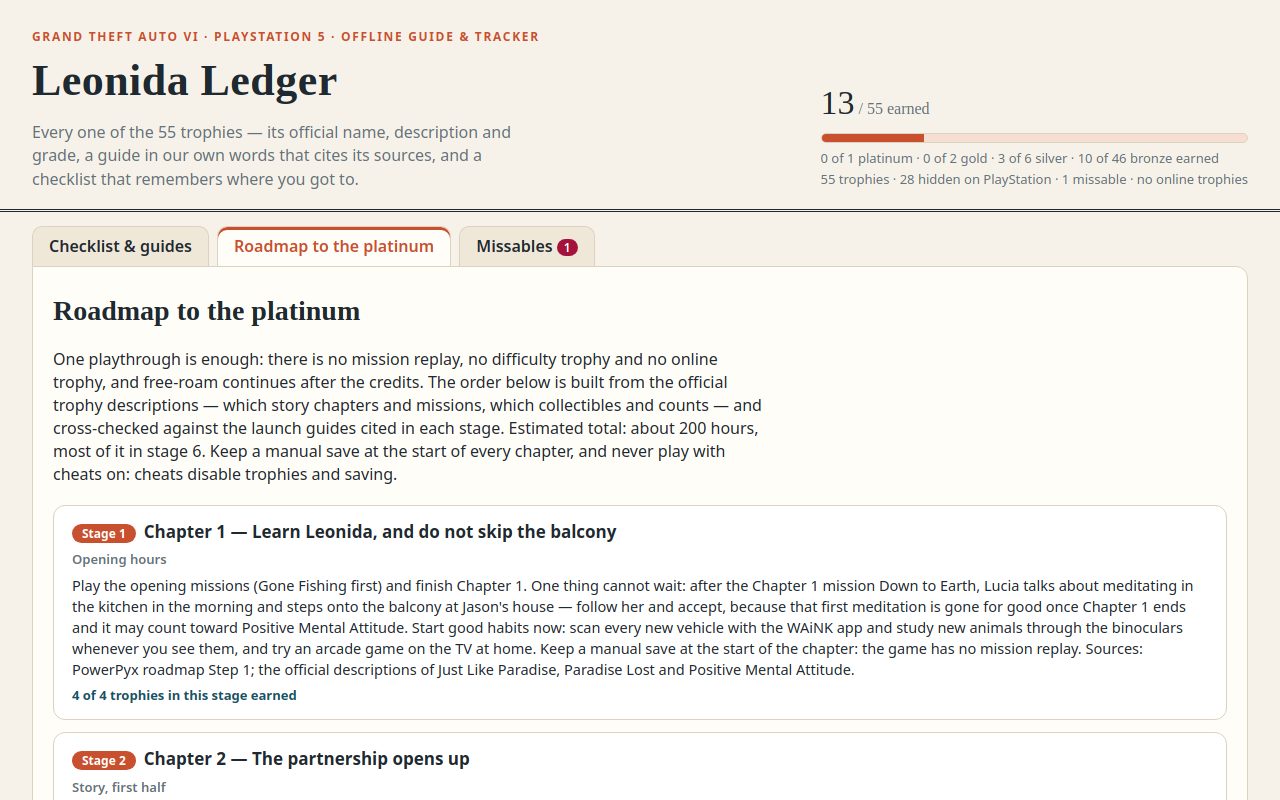 GRAND THEFT AUTO VI · PLAYSTATION 5 · OFFLINE GUIDE & TRACKER
Leonida Ledger
Every one of the 55 trophies — its official name, description and
grade, a guide in our own words that cites its sources, and a
checklist that remembers where you got to.
13 / 55 earned
0 of 1 platinum · 0 of 2 gold · 3 of 6 silver · 10 of 46 bronze earned
55 trophies · 28 hidden on PlayStation · 1 missable · no online trophies
Checklist & guides
Roadmap to the platinum
Missables 1
Roadmap to the platinum
One playthrough is enough: there is no mission replay, no difficulty trophy and no online
trophy, and free-roam continues after the credits. The order below is built from the official
trophy descriptions — which story chapters and missions, which collectibles and counts — and
cross-checked against the launch guides cited in each stage. Estimated total: about 200 hours,
most of it in stage 6. Keep a manual save at the start of every chapter, and never play with
cheats on: cheats disable trophies and saving.
Stage 1 Chapter 1 — Learn Leonida, and do not skip the balcony
Opening hours
Play the opening missions (Gone Fishing first) and finish Chapter 1. One thing cannot wait: after the Chapter 1 mission Down to Earth, Lucia talks about meditating in
the kitchen in the morning and steps onto the balcony at Jason's house — follow her and accept, because that first meditation is gone for good once Chapter 1 ends
and it may count toward Positive Mental Attitude. Start good habits now: scan every new vehicle with the WAiNK app and study new animals through the binoculars
whenever you see them, and try an arcade game on the TV at home. Keep a manual save at the start of the chapter: the game has no mission replay. Sources:
PowerPyx roadmap Step 1; the official descriptions of Just Like Paradise, Paradise Lost and Positive Mental Attitude.
4 of 4 trophies in this stage earned
Stage 2 Chapter 2 — The partnership opens up
Story, first half